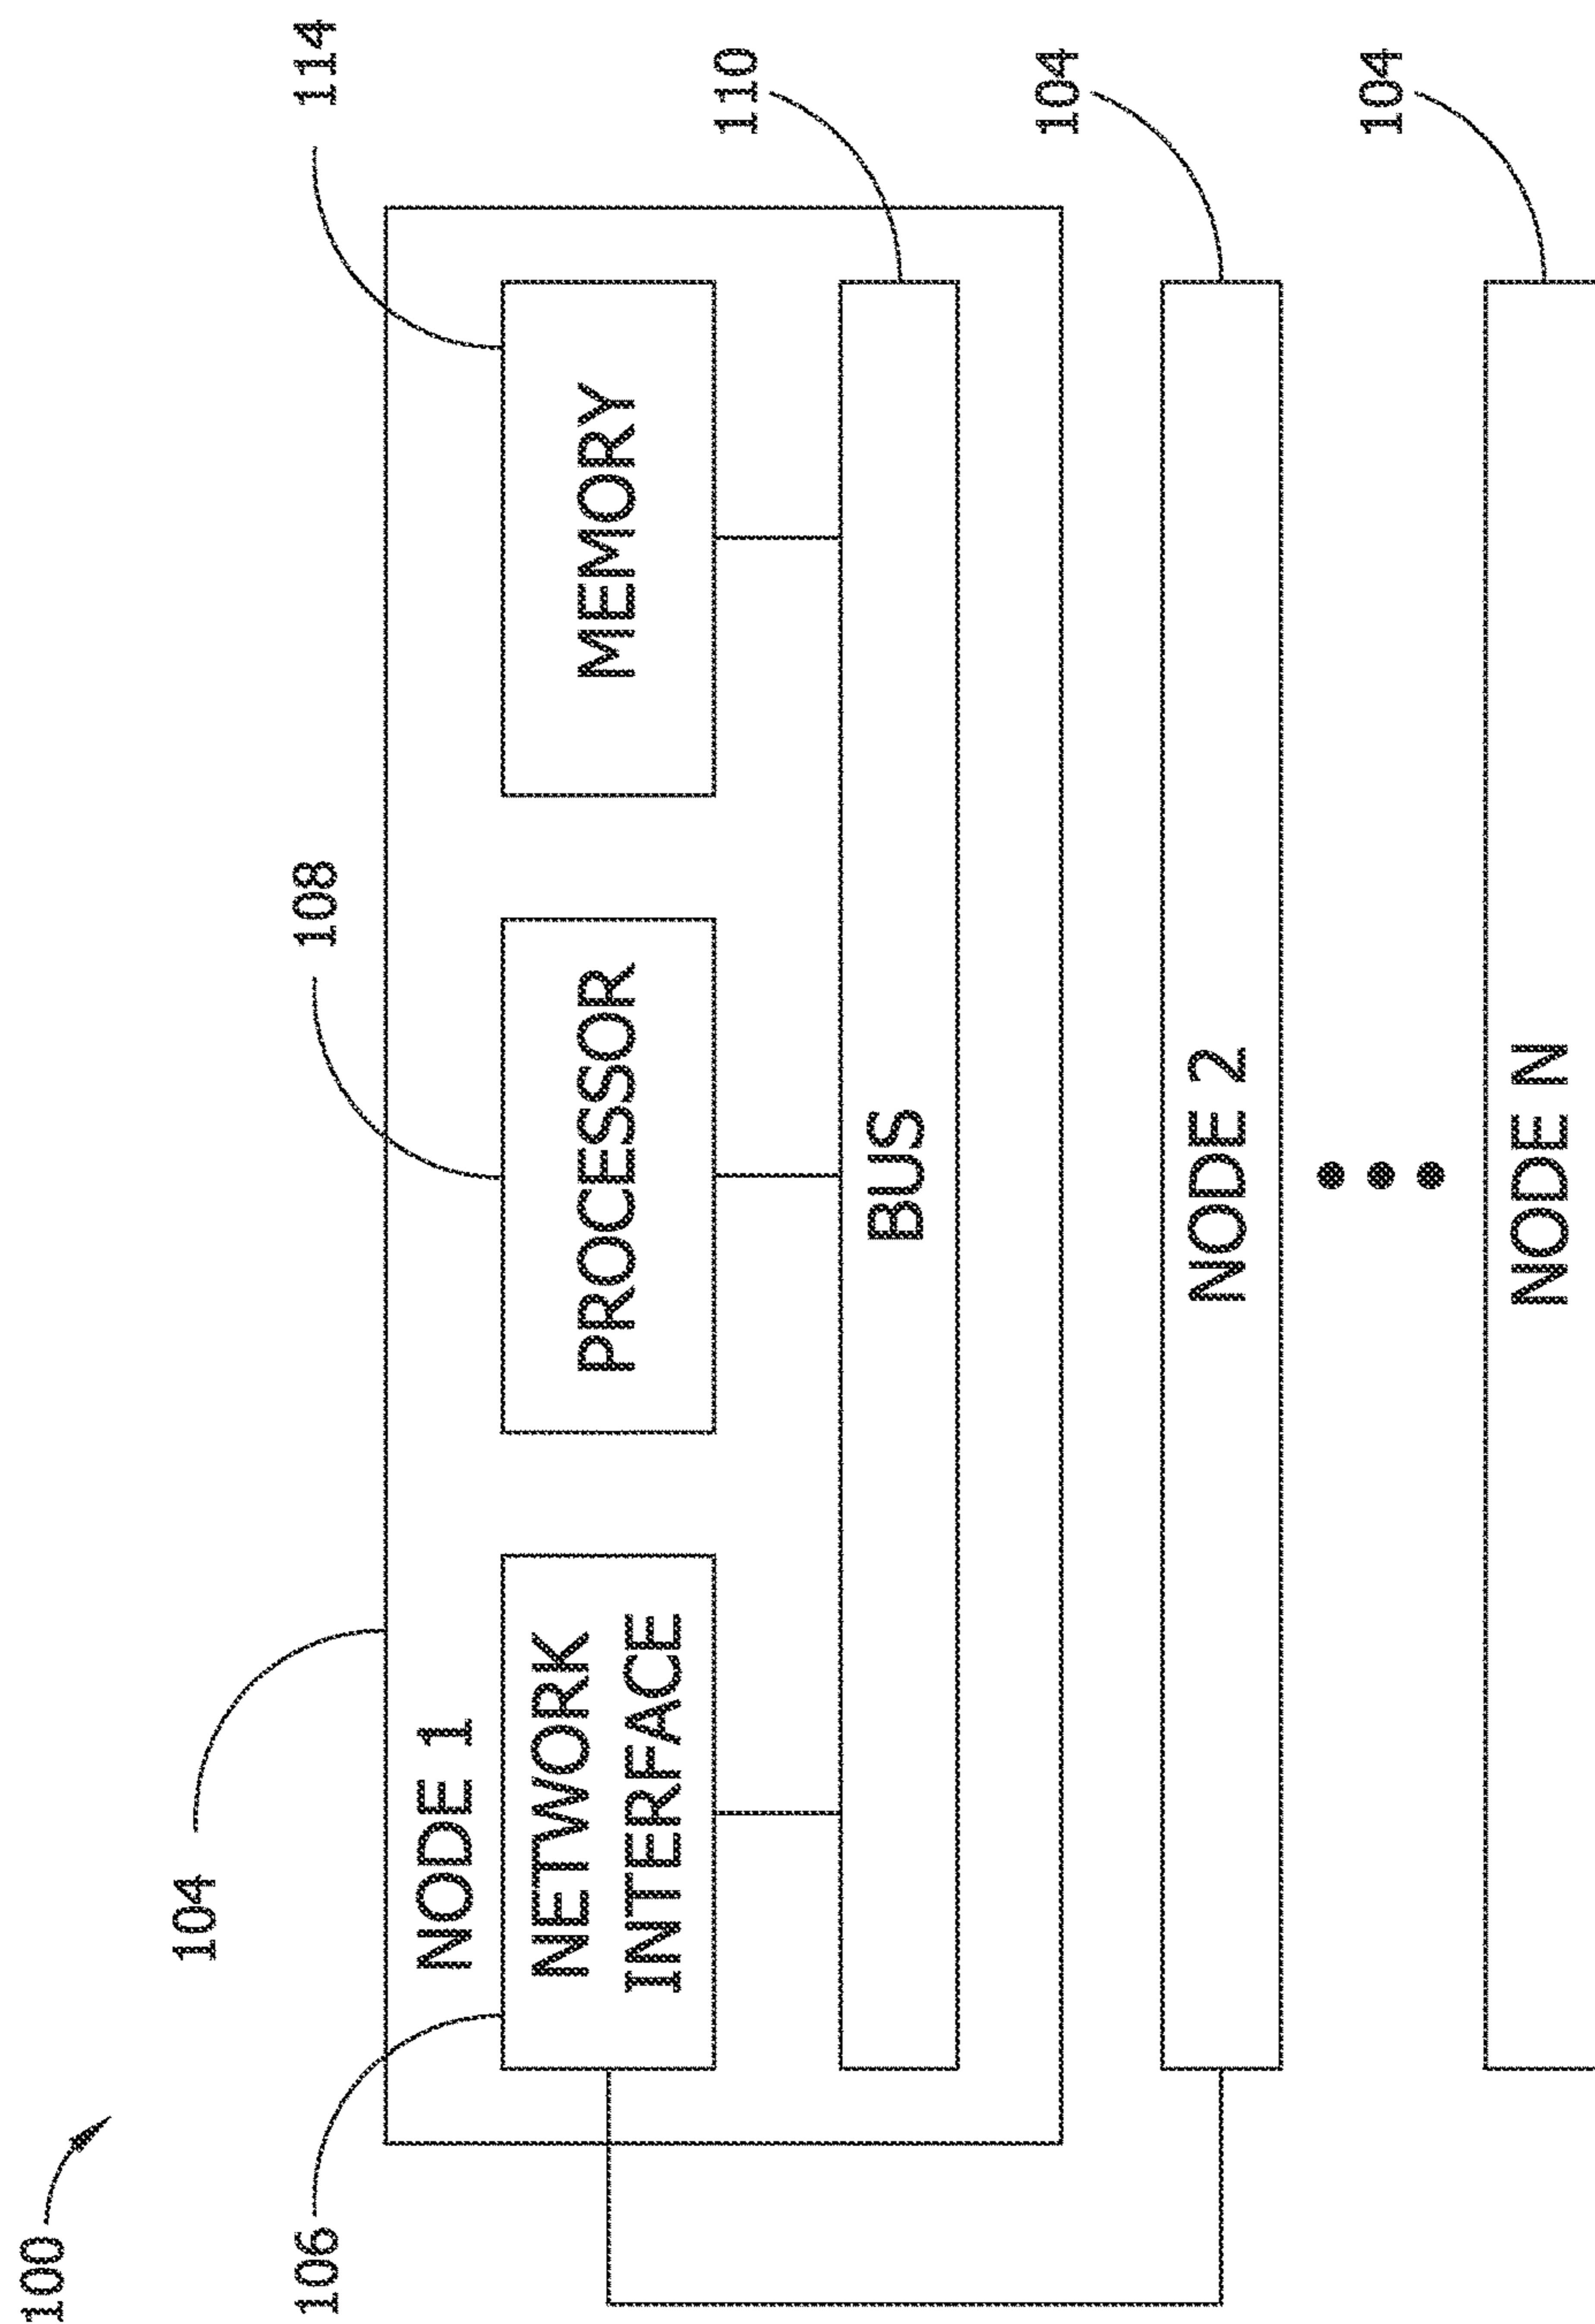 100
104
106
108
114
NODE 1
NETWORK
INTERFACE
PROCESSOR
MEMORY
110
BUS
104
NODE 2
104
NODE N